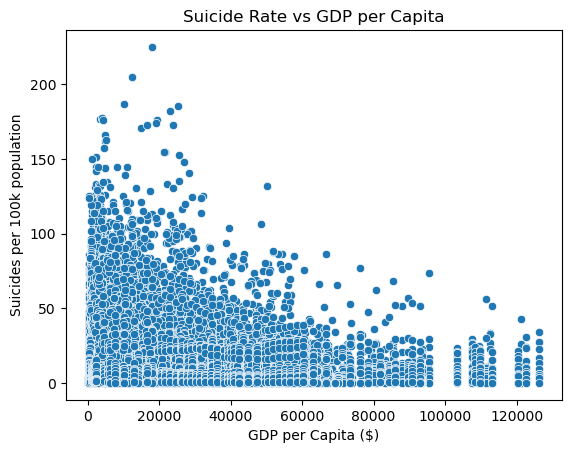 Suicide Rate vs GDP per Capita
Suicides per 100k population
200
150
100
50
0
0 20000 40000 60000 80000 100000 120000
GDP per Capita ($)